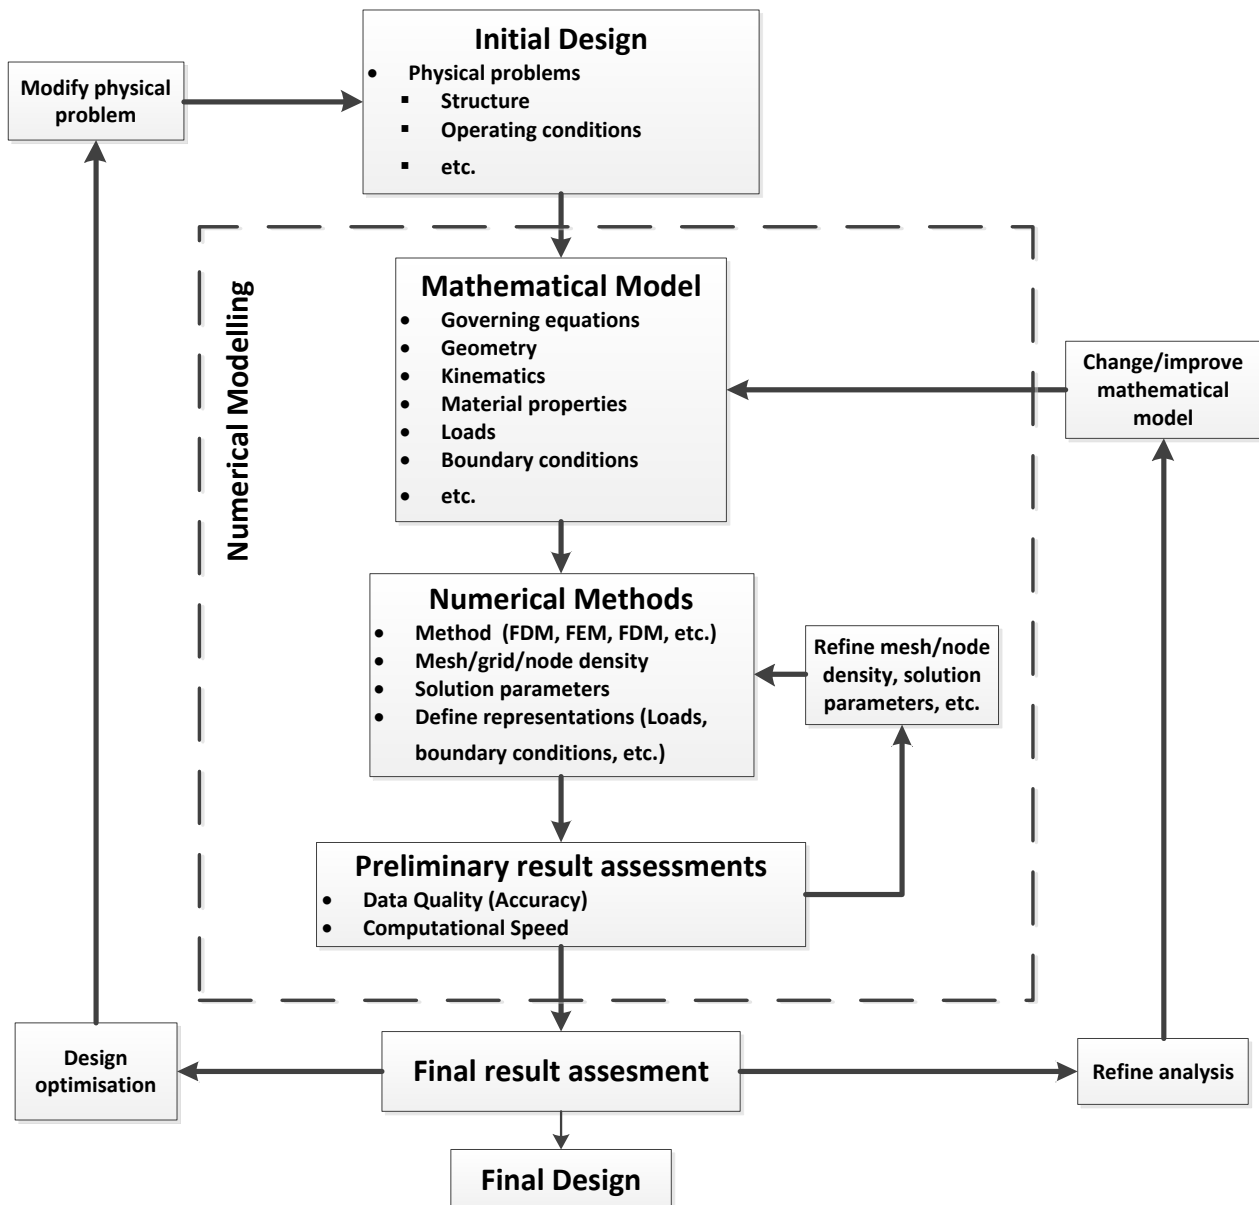 Initial Design
• Physical problems
▪ Structure
▪ Operating conditions
▪ etc.
Modify physical
problem
Numerical Modelling
Mathematical Model
• Governing equations
• Geometry
• Kinematics
• Material properties
• Loads
• Boundary conditions
• etc.
Change/improve
mathematical
model
Numerical Methods
• Method (FDM, FEM, FDM, etc.)
• Mesh/grid/node density
• Solution parameters
• Define representations (Loads,
boundary conditions, etc.)
Refine mesh/node
density, solution
parameters, etc.
Preliminary result assessments
• Data Quality (Accuracy)
• Computational Speed
Design
optimisation
Final result assesment
Refine analysis
Final Design